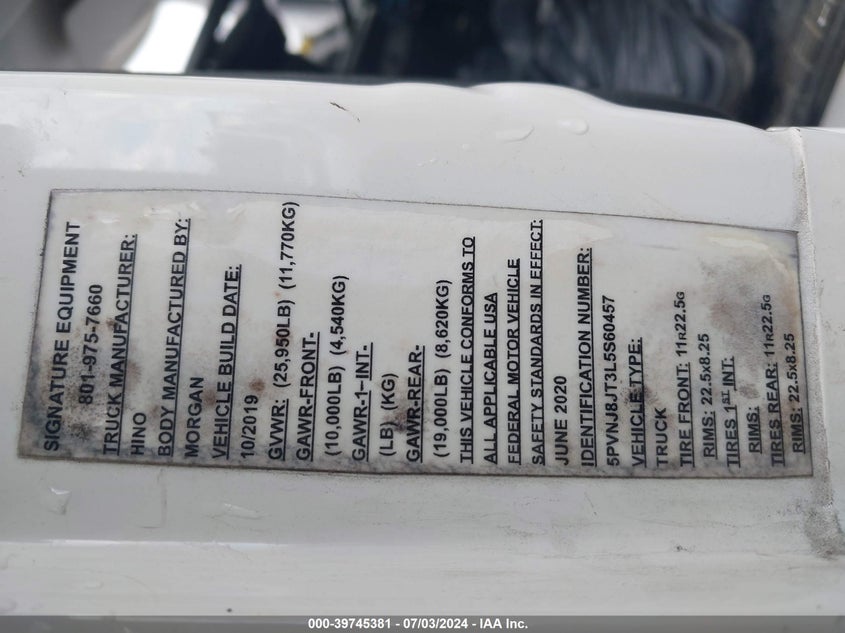 SIGNATURE EQUIPMENT
801-975-7660
TRUCK MANUFACTURER:
HINO
BODY MANUFACTURED BY:
MORGAN
VEHICLE BUILD DATE:
10/2019
GVWR: (25,950LB) (11,770KG)
GAWR-FRONT-
(10,000LB) (4,540KG)
GAWR-1-INT-
(LB) (KG)
GAWR-REAR-
(19,000LB) (8,620KG)
THIS VEHICLE CONFORMS TO
ALL APPLICABLE USA
FEDERAL MOTOR VEHICLE
SAFETY STANDARDS IN EFFECT:
JUNE 2020
IDENTIFICATION NUMBER:
5PVNJ8JT3L5S60457
VEHICLE TYPE:
TRUCK
TIRE FRONT: 11R22.5G
RIMS: 22.5x8.25
TIRES 1ST INT:
RIMS:
TIRES REAR: 11R22.5G
RIMS: 22.5x8.25
000-39745381 - 07/03/2024 - IAA Inc.